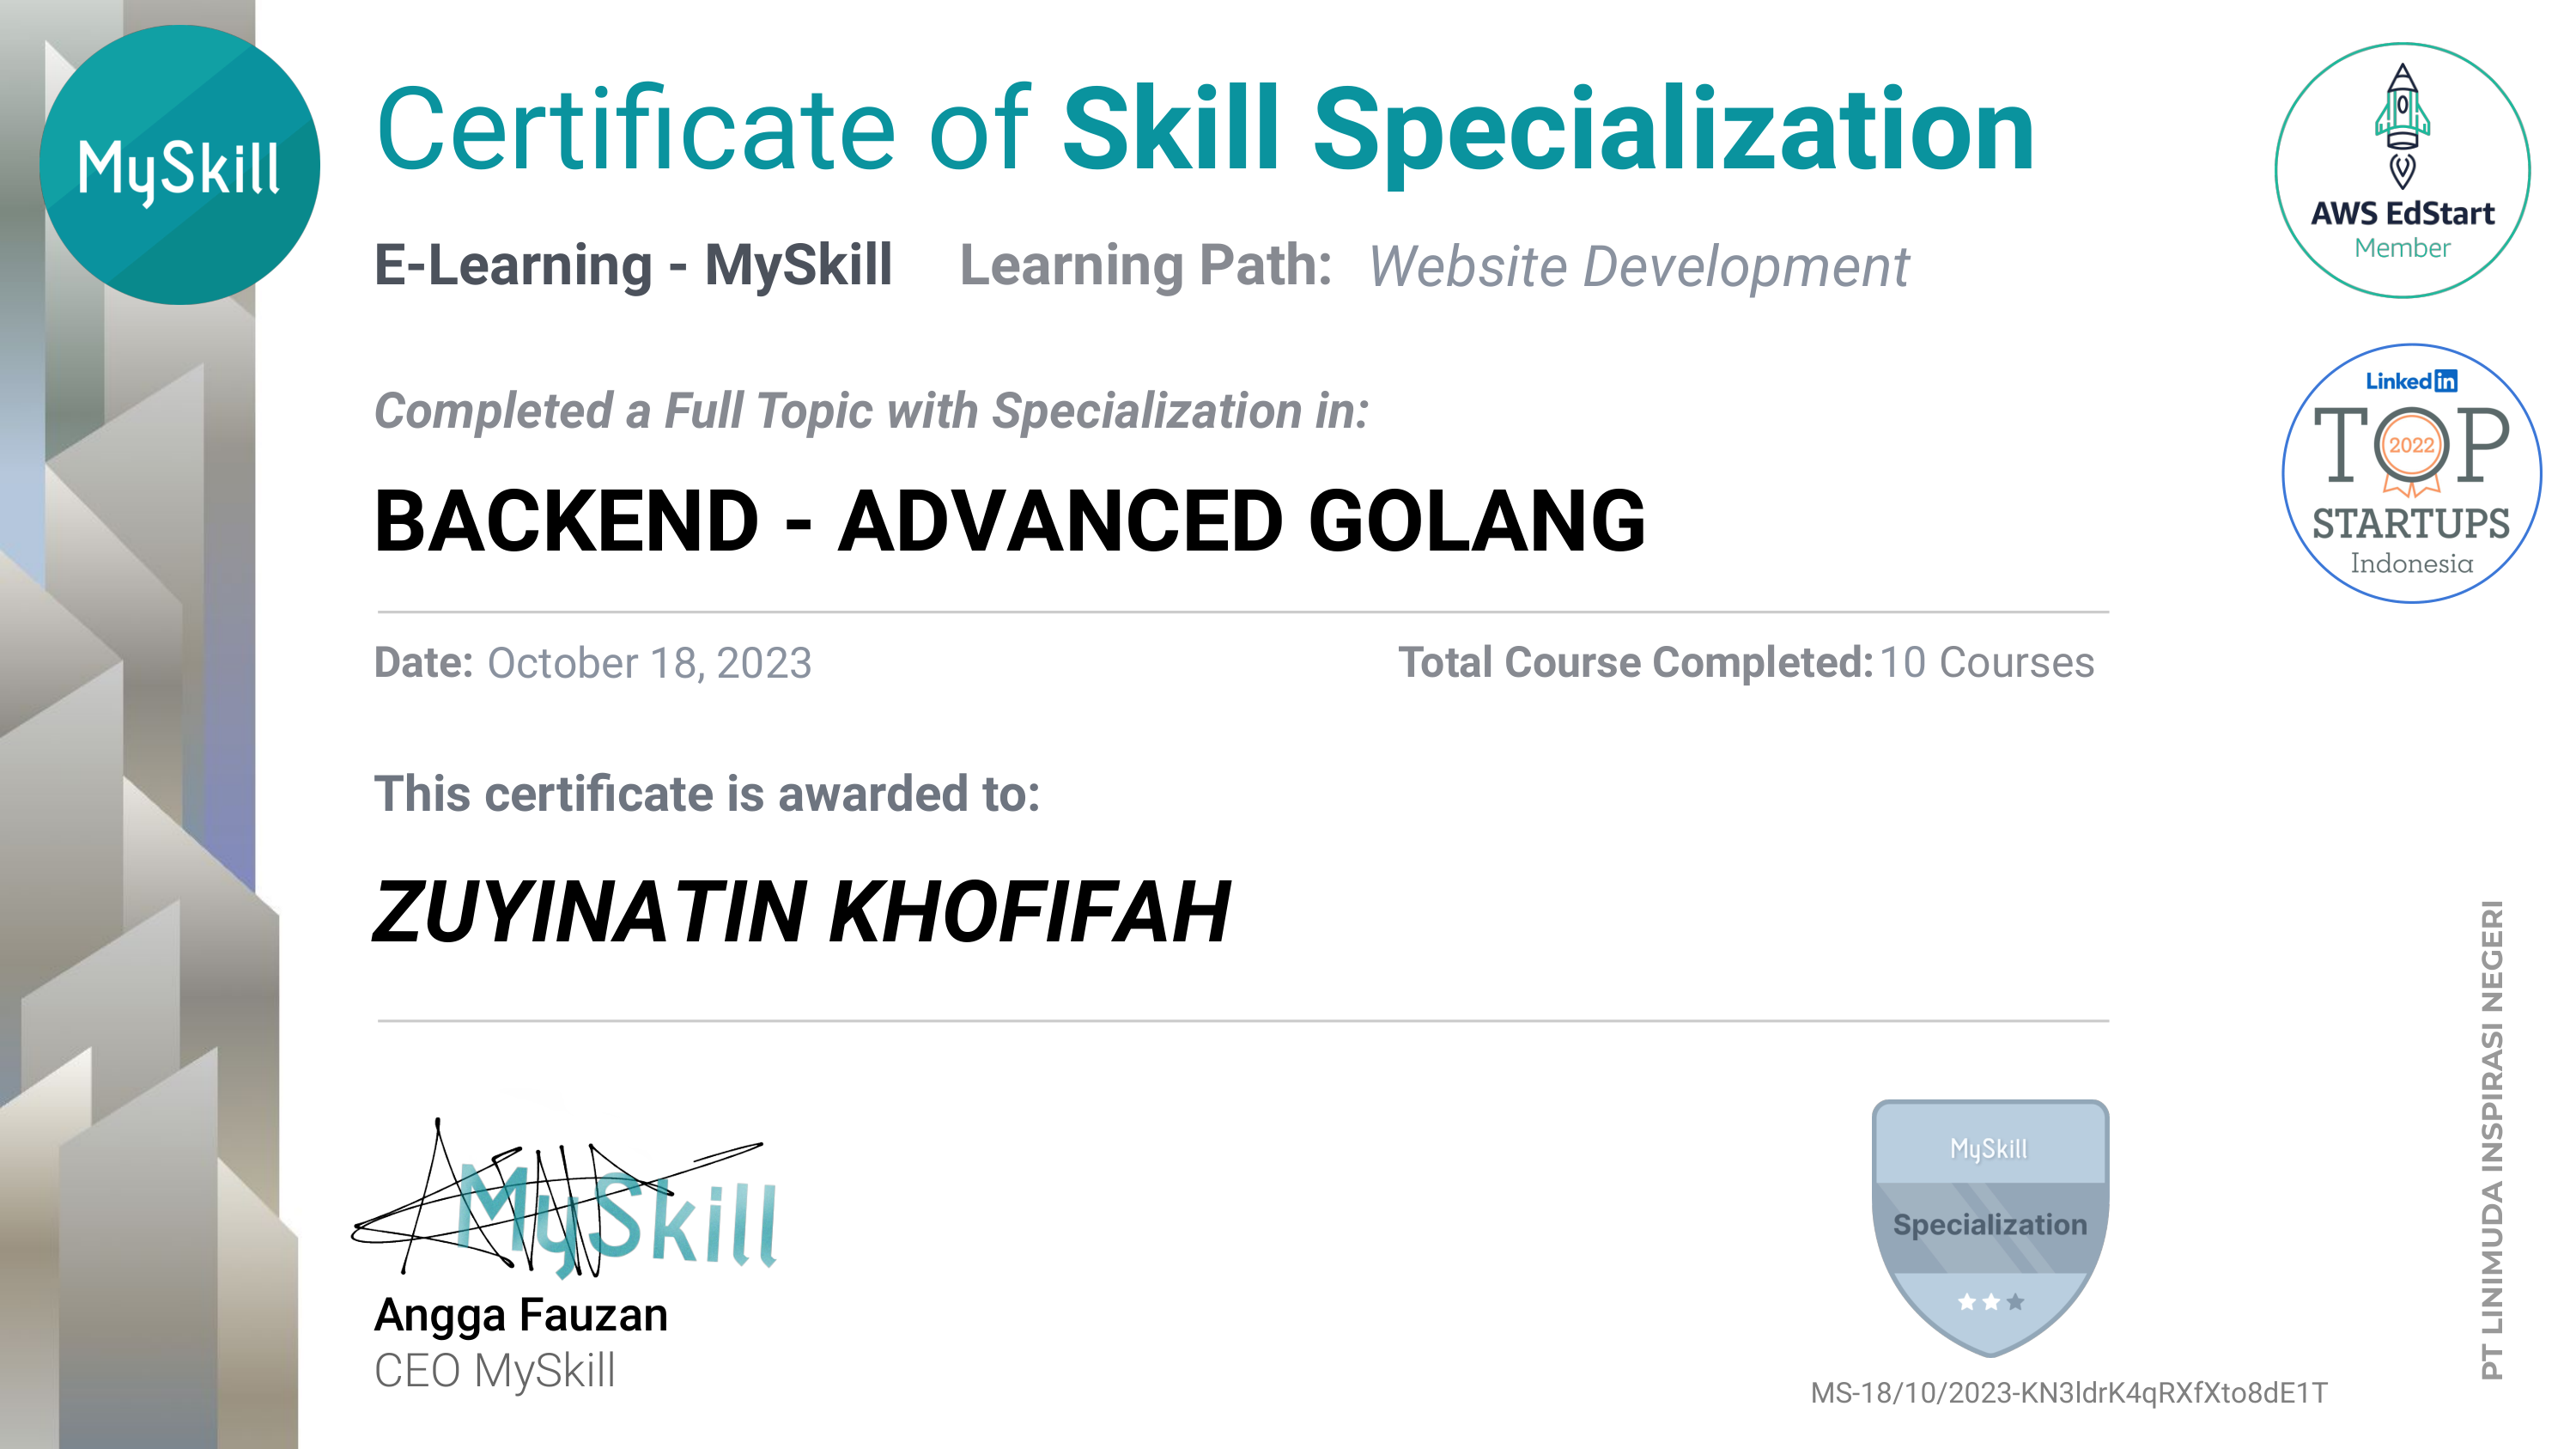 MySkill
Certificate of Skill Specialization
E-Learning - MySkill Learning Path: Website Development
Completed a Full Topic with Specialization in:
BACKEND - ADVANCED GOLANG
Date: October 18, 2023 Total Course Completed: 10 Courses
This certificate is awarded to:
ZUYINATIN KHOFIFAH
MySkill
Angga Fauzan
CEO MySkill
MySkill
Specialization
MS-18/10/2023-KN3ldrK4qRXfXto8dE1T
AWS EdStart
Member
Linked in
TOP
2022
STARTUPS
Indonesia
PT LINIMUDA INSPIRASI NEGERI